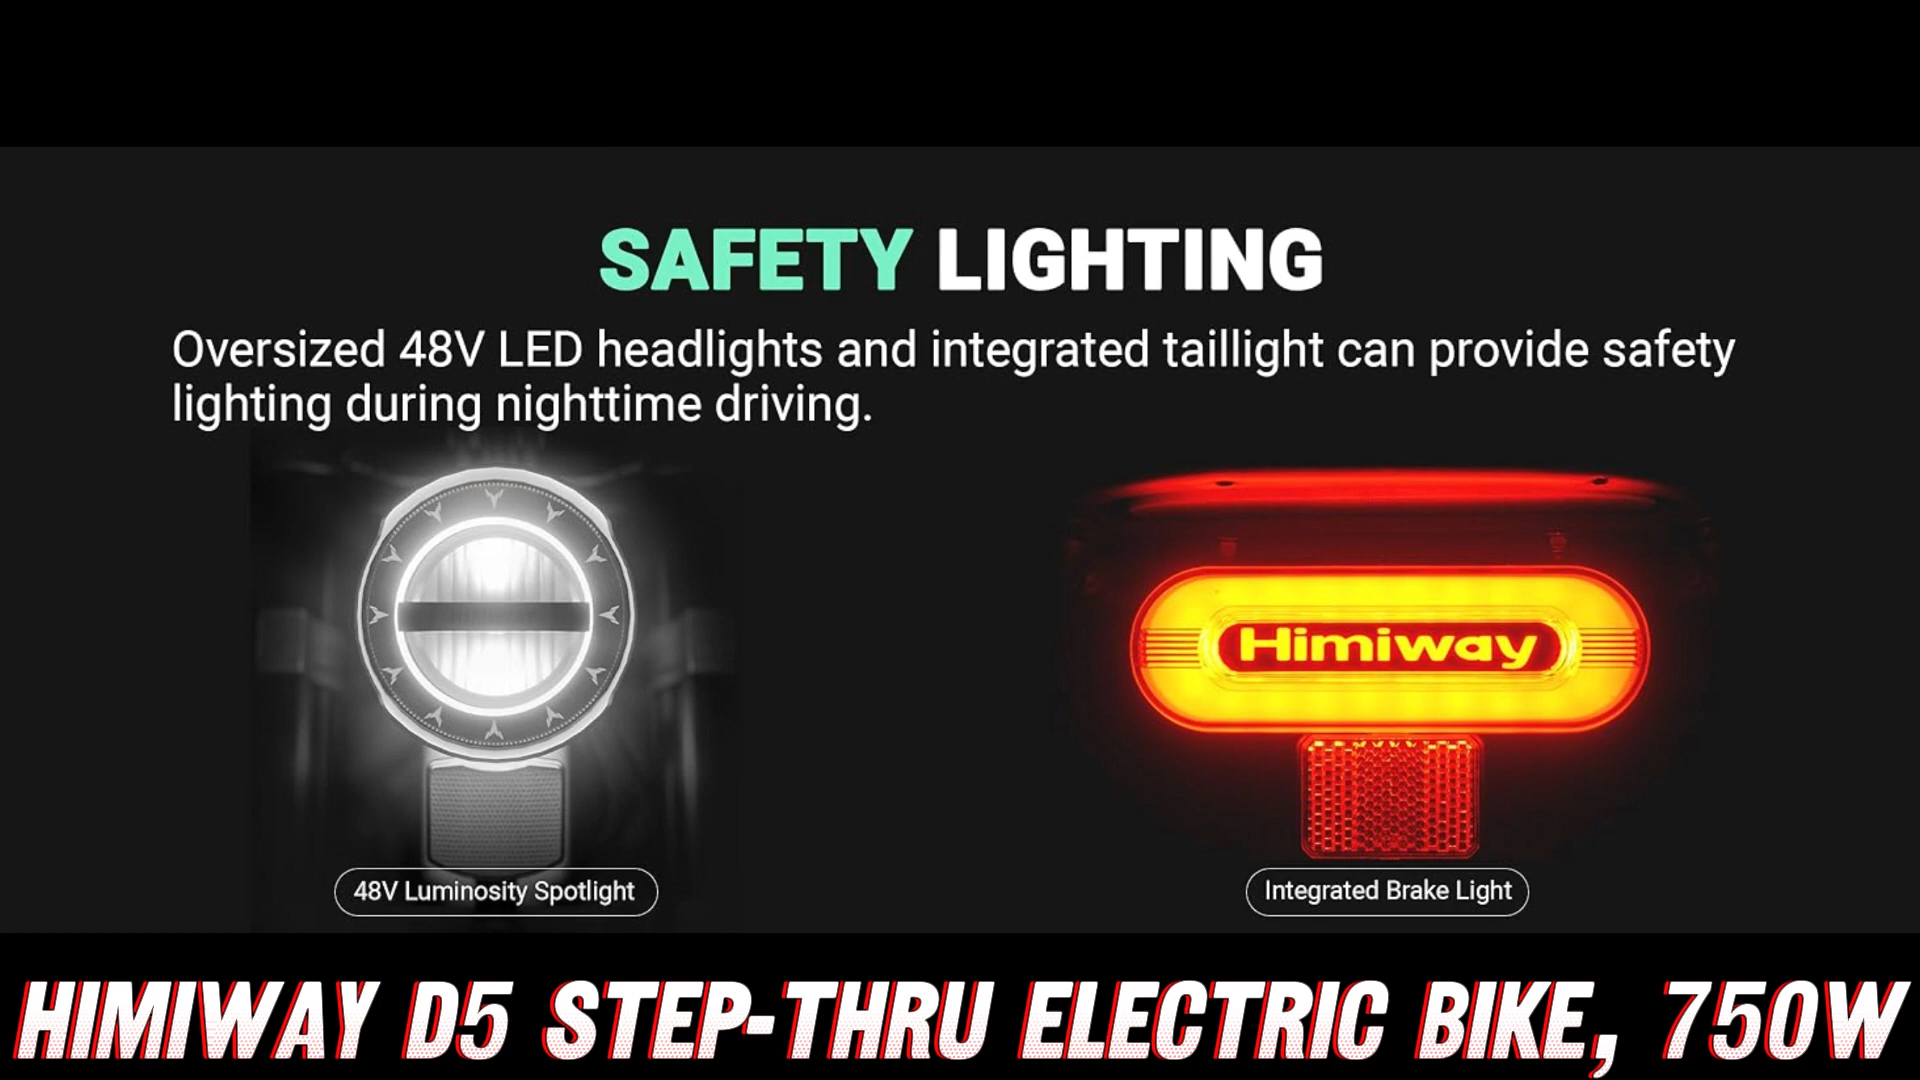 SAFETY LIGHTING
Oversized 48V LED headlights and integrated taillight can provide safety
lighting during nighttime driving.
Himiway
48V Luminosity Spotlight
Integrated Brake Light
HIMIWAY D5 STEP-THRU ELECTRIC BIKE, 750W